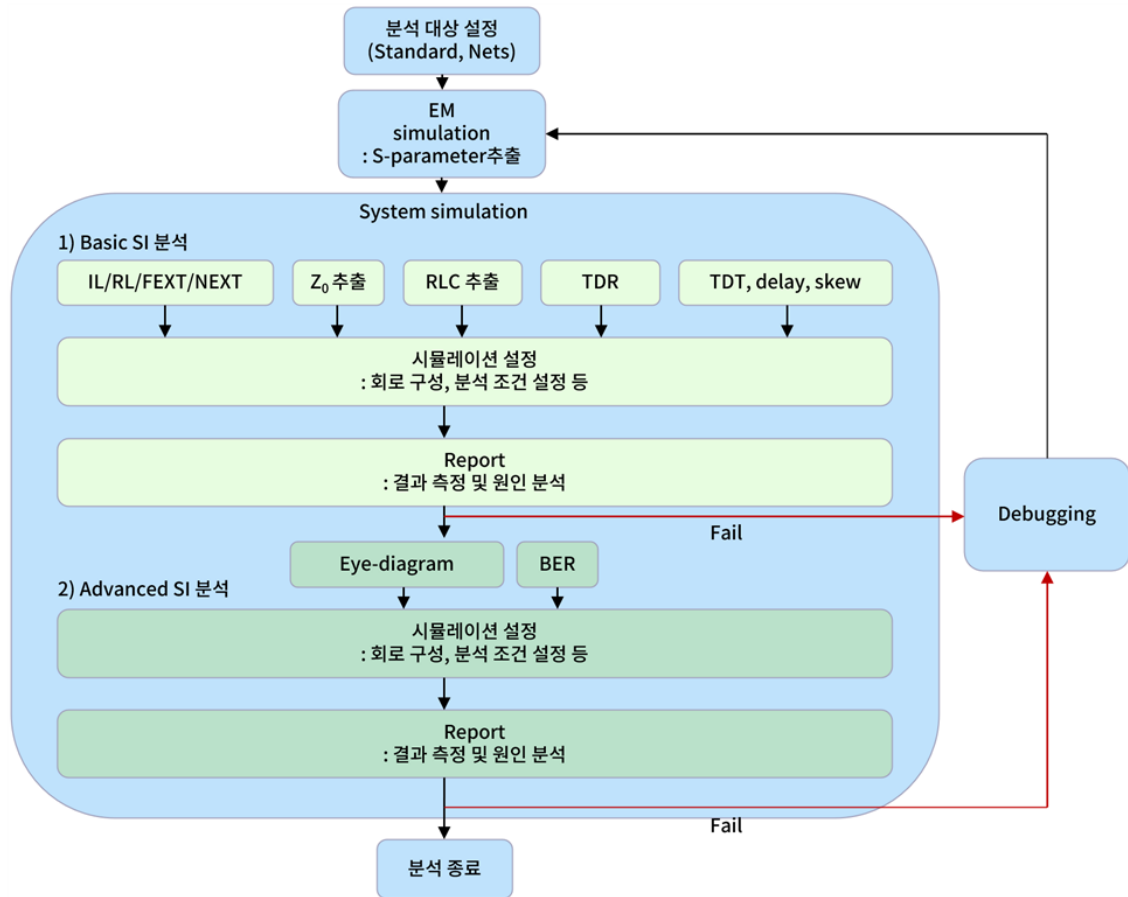 분석 대상 설정
(Standard, Nets)
EM
simulation
: S-parameter추출
System simulation
1) Basic SI 분석
IL/RL/FEXT/NEXT
Z₀ 추출
RLC 추출
TDR
TDT, delay, skew
시뮬레이션 설정
: 회로 구성, 분석 조건 설정 등
Report
: 결과 측정 및 원인 분석
Fail
Debugging
Eye-diagram
BER
2) Advanced SI 분석
시뮬레이션 설정
: 회로 구성, 분석 조건 설정 등
Report
: 결과 측정 및 원인 분석
Fail
분석 종료